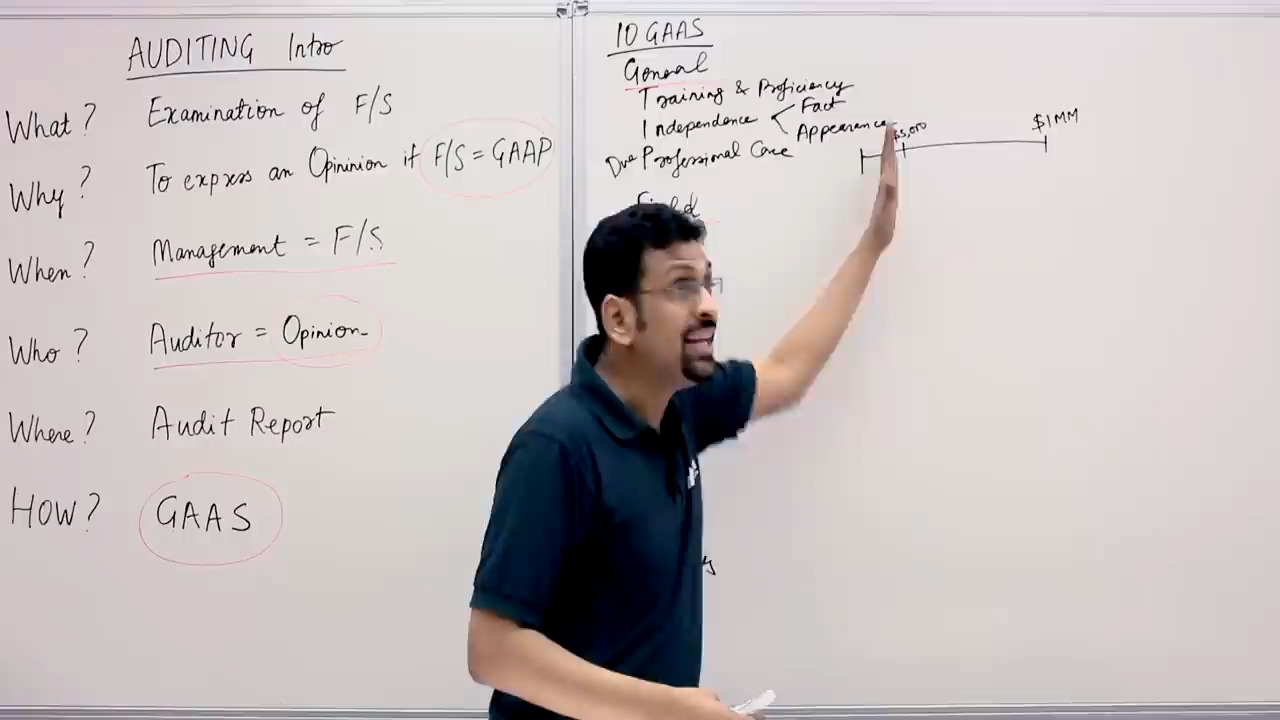 AUDITING Intro
What? Examination of F/S
Why? To express an Opininion if F/S = GAAP
When? Management = F/S
Who? Auditor = Opinion
Where? Audit Report
HOW? GAAS
10 GAAS
General
Training & Proficiency
Independence < Fact
Appearance
Due Professional Care
$1MM
Field